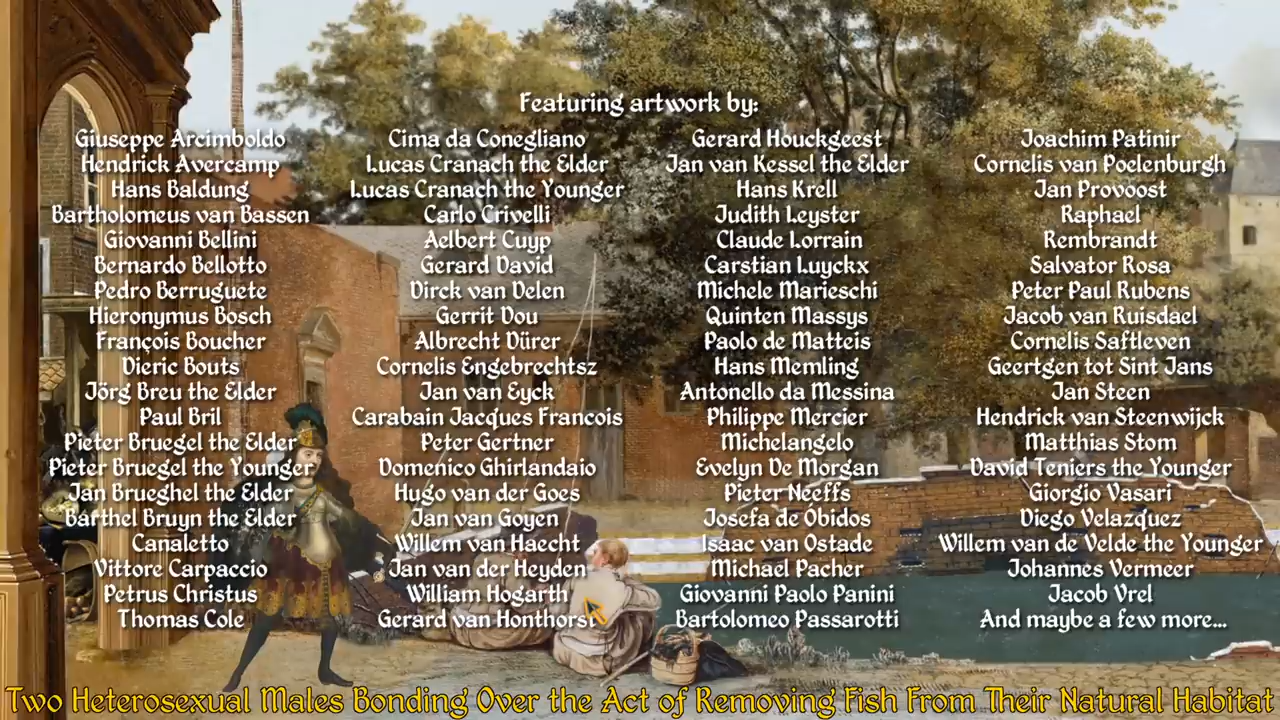 Featuring artwork by:
Giuseppe Arcimboldo
Hendrick Avercamp
Hans Baldung
Bartholomeus van Bassen
Giovanni Bellini
Bernardo Bellotto
Pedro Berruguete
Hieronymus Bosch
François Boucher
Dieric Bouts
Jörg Breu the Elder
Paul Bril
Pieter Bruegel the Elder
Pieter Bruegel the Younger
Jan Brueghel the Elder
Barthel Bruyn the Elder
Canaletto
Vittore Carpaccio
Petrus Christus
Thomas Cole
Cima da Conegliano
Lucas Cranach the Elder
Lucas Cranach the Younger
Carlo Crivelli
Aelbert Cuyp
Gerard David
Dirck van Delen
Gerrit Dou
Albrecht Dürer
Cornelis Engebrechtsz
Jan van Eyck
Carabain Jacques Francois
Peter Gertner
Domenico Ghirlandaio
Hugo van der Goes
Jan van Goyen
Willem van Haecht
Jan van der Heyden
William Hogarth
Gerard van Honthorst
Gerard Houckgeest
Jan van Kessel the Elder
Hans Krell
Judith Leyster
Claude Lorrain
Carstian Luyckx
Michele Marieschi
Quinten Massys
Paolo de Matteis
Hans Memling
Antonello da Messina
Philippe Mercier
Michelangelo
Evelyn De Morgan
Pieter Neeffs
Josefa de Óbidos
Isaac van Ostade
Michael Pacher
Giovanni Paolo Panini
Bartolomeo Passarotti
Joachim Patinir
Cornelis van Poelenburgh
Jan Provoost
Raphael
Rembrandt
Salvator Rosa
Peter Paul Rubens
Jacob van Ruisdael
Cornelis Saftleven
Geertgen tot Sint Jans
Jan Steen
Hendrick van Steenwijck
Matthias Stom
David Teniers the Younger
Giorgio Vasari
Diego Velazquez
Willem van de Velde the Younger
Johannes Vermeer
Jacob Vrel
And maybe a few more...
Two Heterosexual Males Bonding Over the Act of Removing Fish From Their Natural Habitat